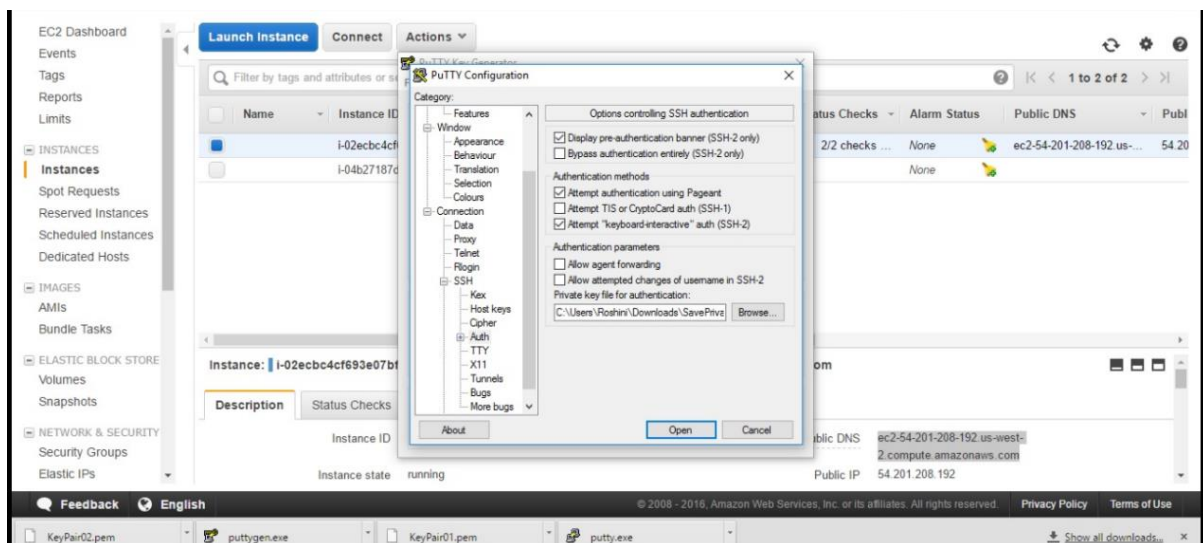 EC2 Dashboard
Events
Tags
Reports
Limits
INSTANCES
Instances
Spot Requests
Reserved Instances
Scheduled Instances
Dedicated Hosts
IMAGES
AMIs
Bundle Tasks
ELASTIC BLOCK STORE
Volumes
Snapshots
NETWORK & SECURITY
Security Groups
Elastic IPs
Launch Instance Connect Actions
Filter by tags and attributes or
1 to 2 of 2
Name Instance ID
Status Checks Alarm Status Public DNS Publ
i-02ecbc4cf
2/2 checks ... None ec2-54-201-208-192.us-... 54.20
i-04b27187
None
PuTTY Key Generator
PuTTY Configuration
Category:
Features
Window
Appearance
Behaviour
Translation
Selection
Colours
Connection
Data
Proxy
Telnet
Rlogin
SSH
Kex
Host keys
Cipher
Auth
TTY
X11
Tunnels
Bugs
More bugs
Options controlling SSH authentication
Display pre-authentication banner (SSH-2 only)
Bypass authentication entirely (SSH-2 only)
Authentication methods
Attempt authentication using Pageant
Attempt TIS or CryptoCard auth (SSH-1)
Attempt "keyboard-interactive" auth (SSH-2)
Authentication parameters
Allow agent forwarding
Allow attempted changes of username in SSH-2
Private key file for authentication:
C:\Users\Roshini\Downloads\SavePriva Browse...
About Open Cancel
Instance: i-02ecbc4cf693e07bf
om
Description Status Checks
Instance ID
Instance state running
Public DNS ec2-54-201-208-192.us-west-
2.compute.amazonaws.com
Public IP 54.201.208.192
Feedback English
© 2008 - 2016, Amazon Web Services, Inc. or its affiliates. All rights reserved. Privacy Policy Terms of Use
KeyPair02.pem puttygen.exe KeyPair01.pem putty.exe Show all downloads...